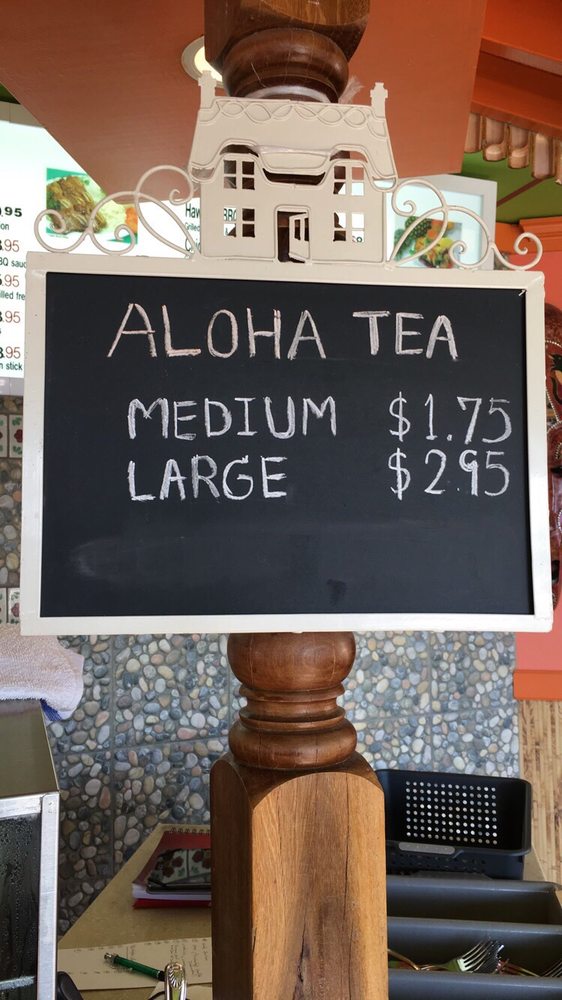 ALOHA TEA
MEDIUM $1.75
LARGE $2.95